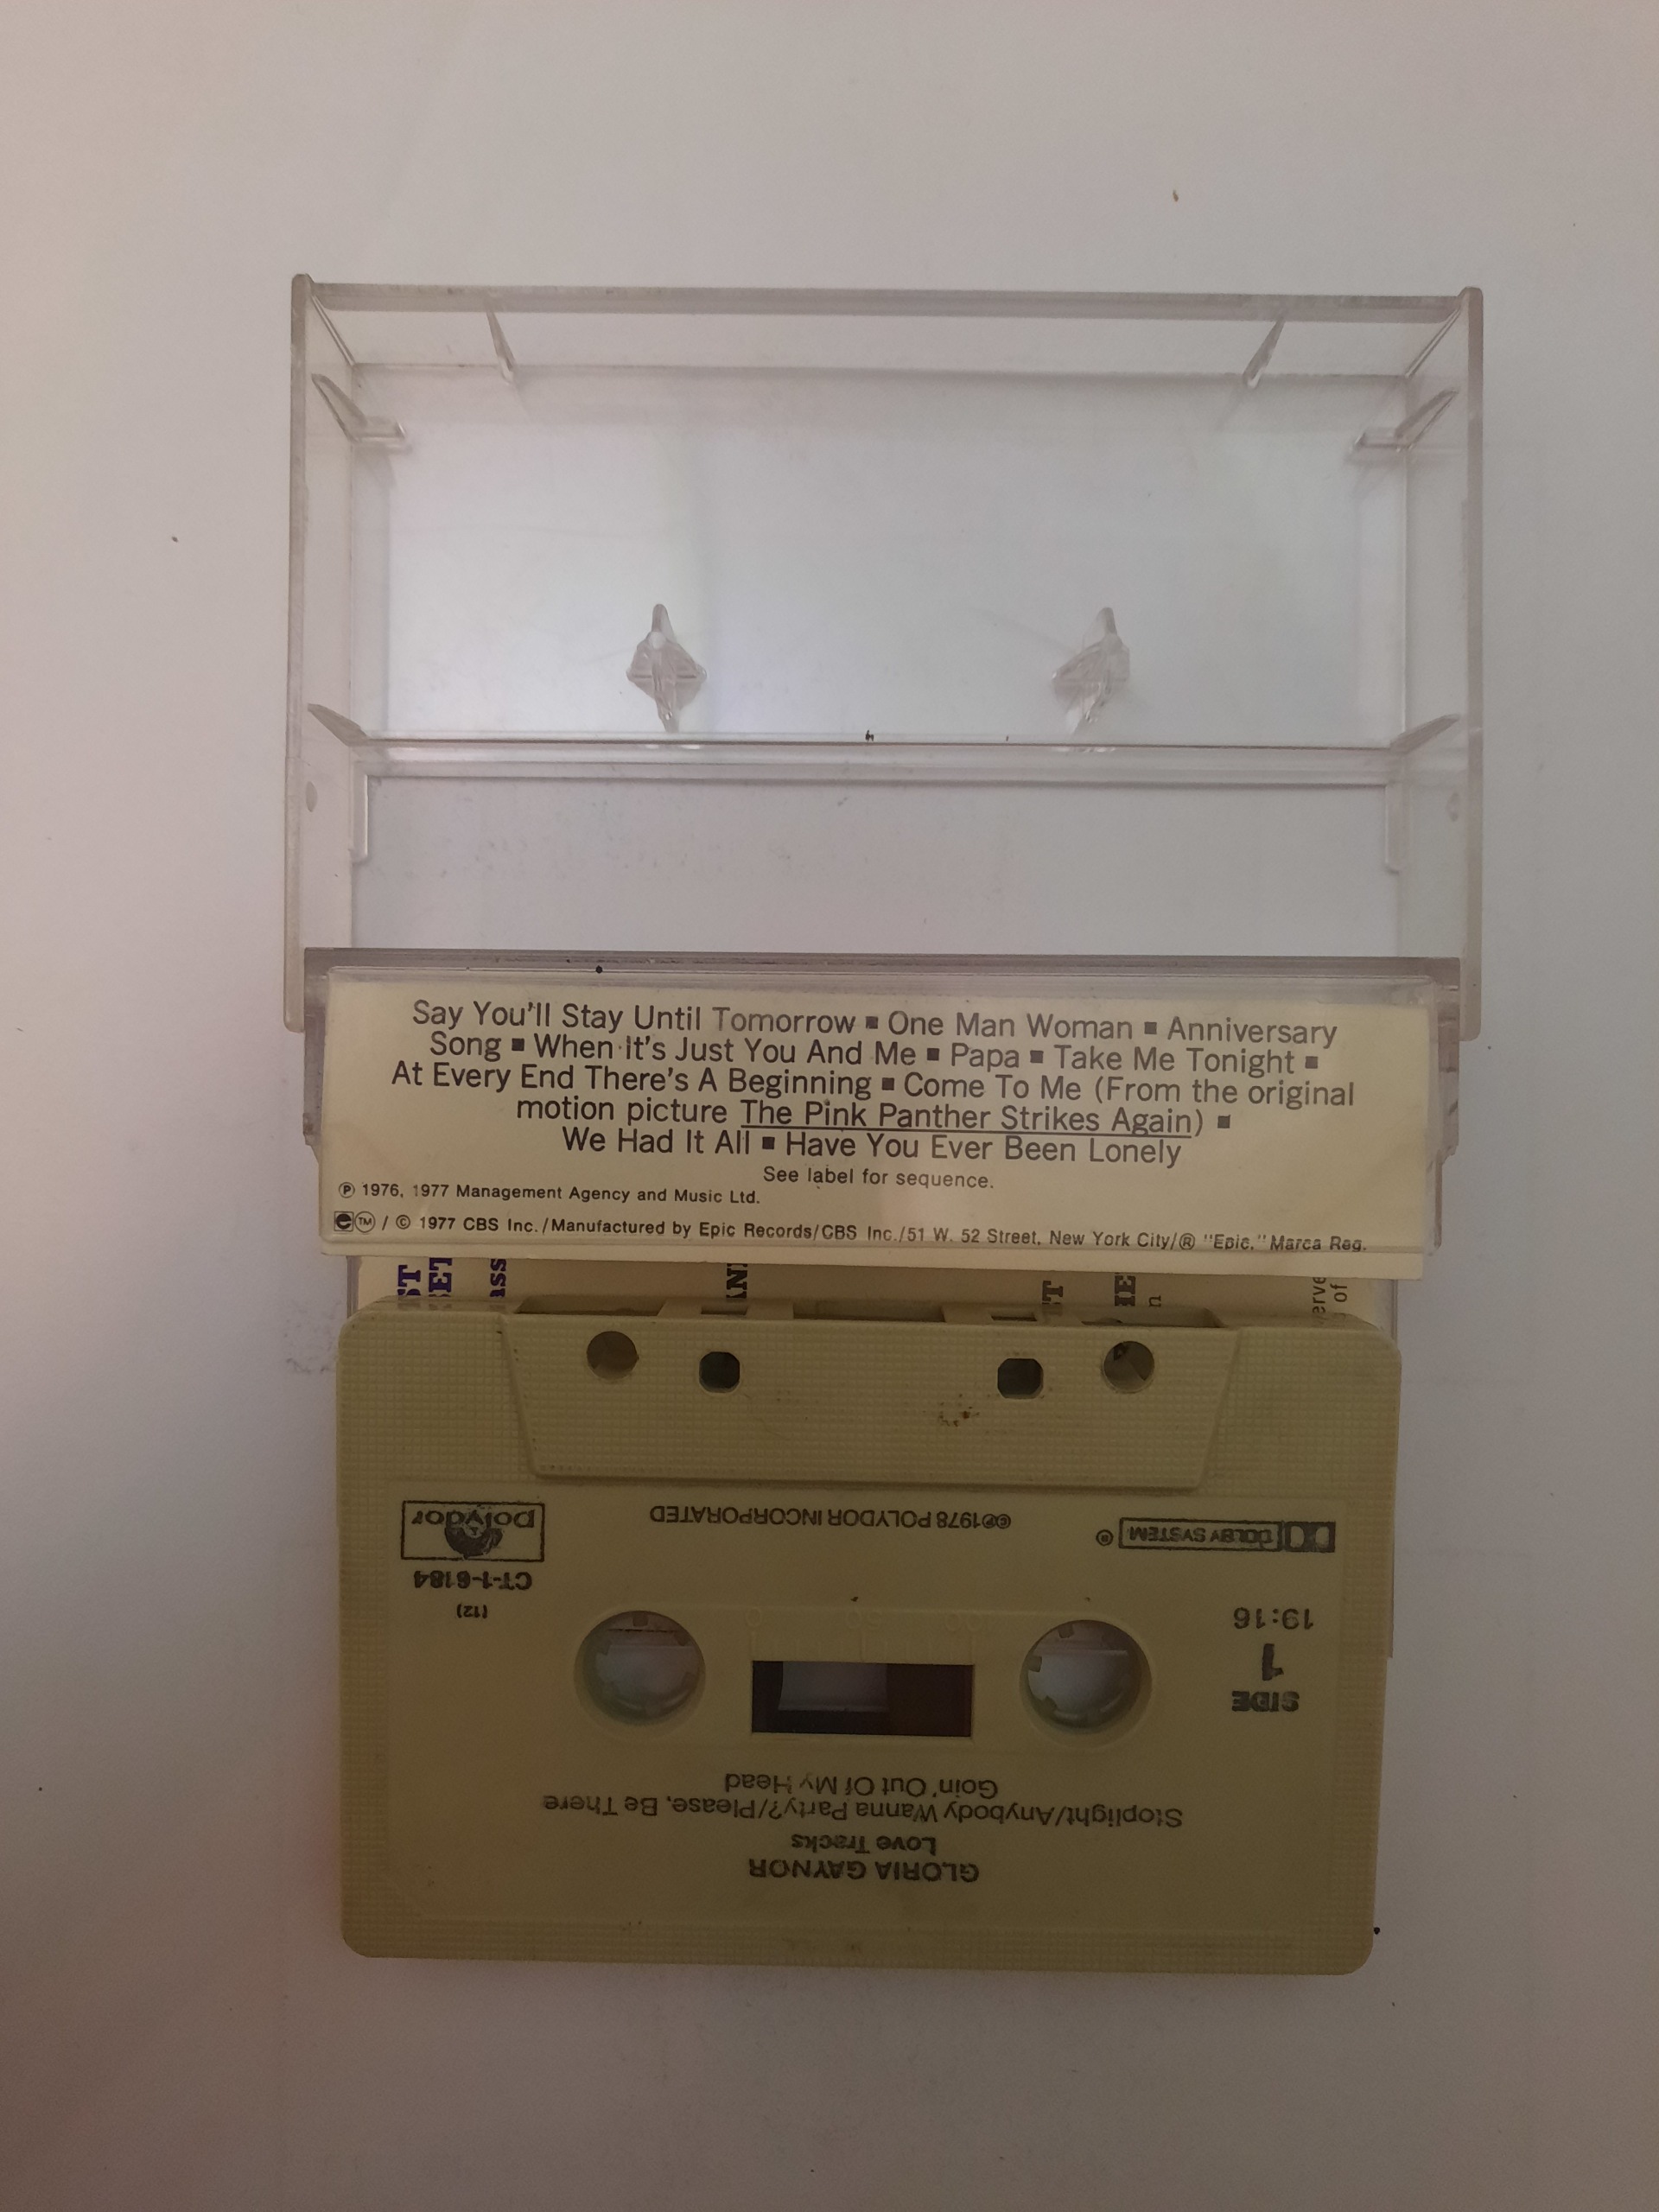 Say You'll Stay Until Tomorrow ▪ One Man Woman ▪ Anniversary
Song ▪ When It's Just You And Me ▪ Papa ▪ Take Me Tonight ▪
At Every End There's A Beginning ▪ Come To Me (From the original
motion picture The Pink Panther Strikes Again) ▪
We Had It All ▪ Have You Ever Been Lonely
See label for sequence.
℗ 1976, 1977 Management Agency and Music Ltd.
e ™ / © 1977 CBS Inc./Manufactured by Epic Records/CBS Inc./51 W. 52 Street, New York City/® "Epic," Marca Reg.
GLORIA GAYNOR
Love Tracks
Stoplight/Anybody Wanna Party?/Please, Be There
Goin' Out Of My Head
SIDE
1
19:16
0 50 100
(12)
CT-1-6184
polydor
DOLBY SYSTEM ®
©℗1978 POLYDOR INCORPORATED